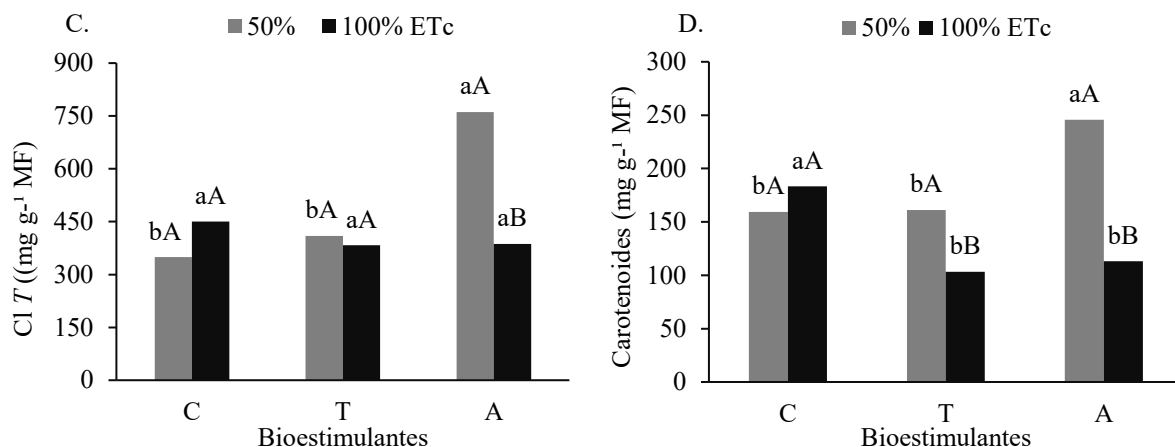 C.
50% 100% ETc
Cl T ((mg g-¹ MF)
900
750
600
450
300
150
0
bA aA bA aA aA aB
C T A
Bioestimulantes
D.
50% 100% ETc
Carotenoides (mg g-¹ MF)
300
250
200
150
100
50
0
bA aA bA bB aA bB
C T A
Bioestimulantes